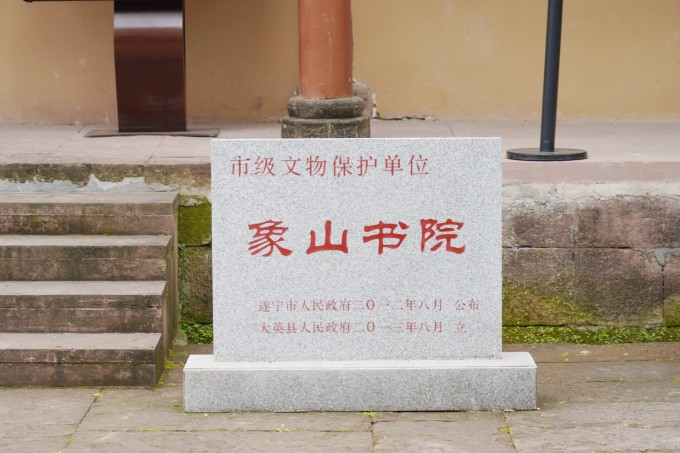 市级文物保护单位
象山书院
遂宁市人民政府二〇一二年八月 公布
大英县人民政府二〇一三年八月 立